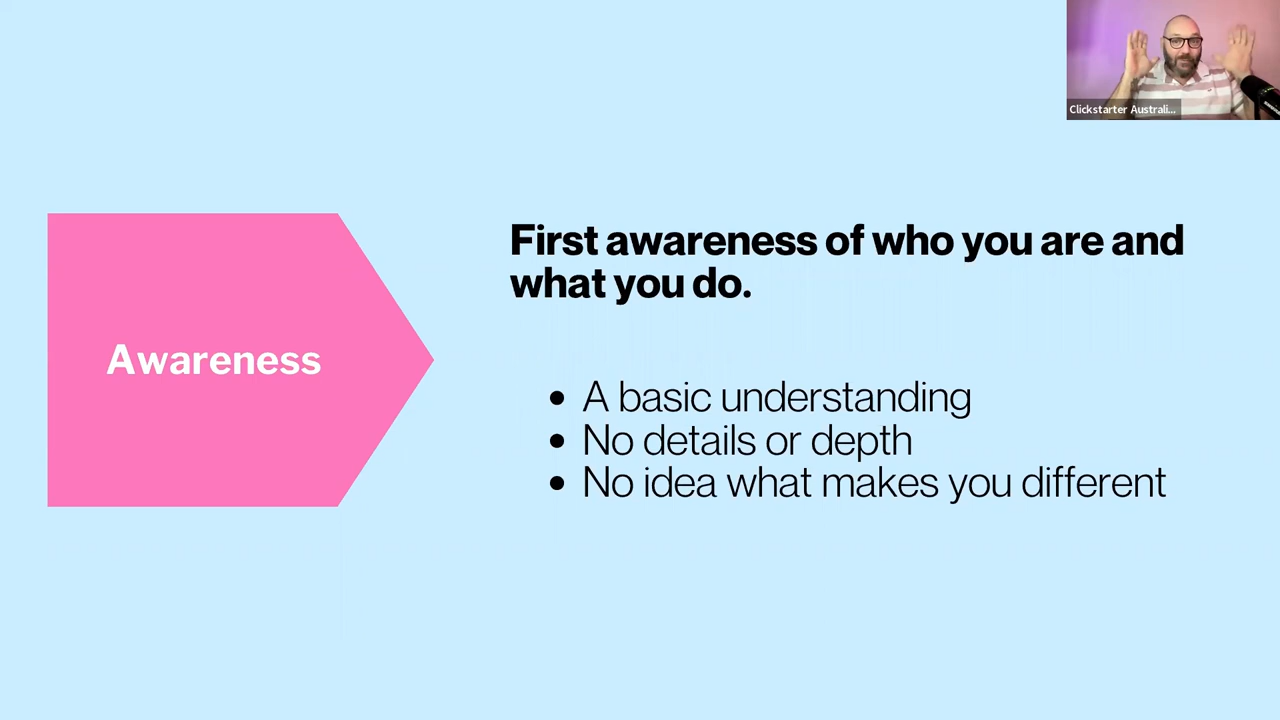 Clickstarter Australi...
First awareness of who you are and
what you do.
Awareness
• A basic understanding
• No details or depth
• No idea what makes you different